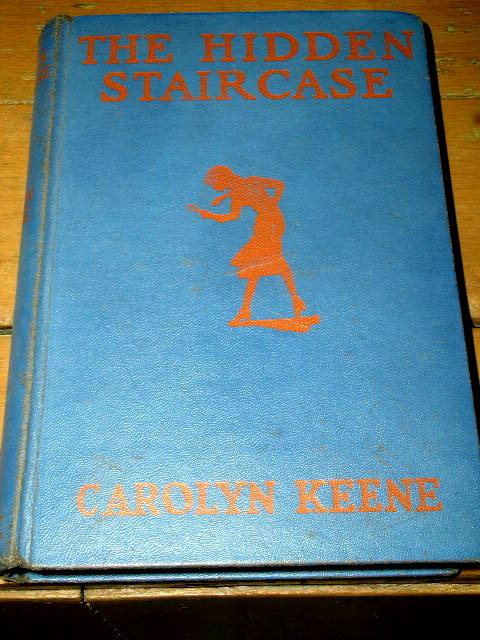 THE HIDDEN
STAIRCASE
CAROLYN KEENE